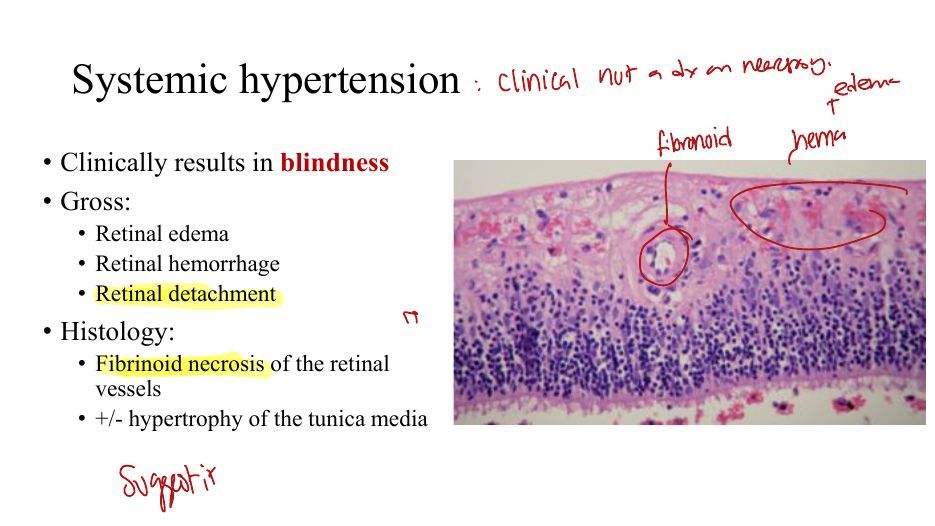 Systemic hypertension : clinical not a dx on necropsy.
edema
fibronoid
hema
• Clinically results in blindness
• Gross:
• Retinal edema
• Retinal hemorrhage
• Retinal detachment
• Histology:
• Fibrinoid necrosis of the retinal
vessels
• +/- hypertrophy of the tunica media